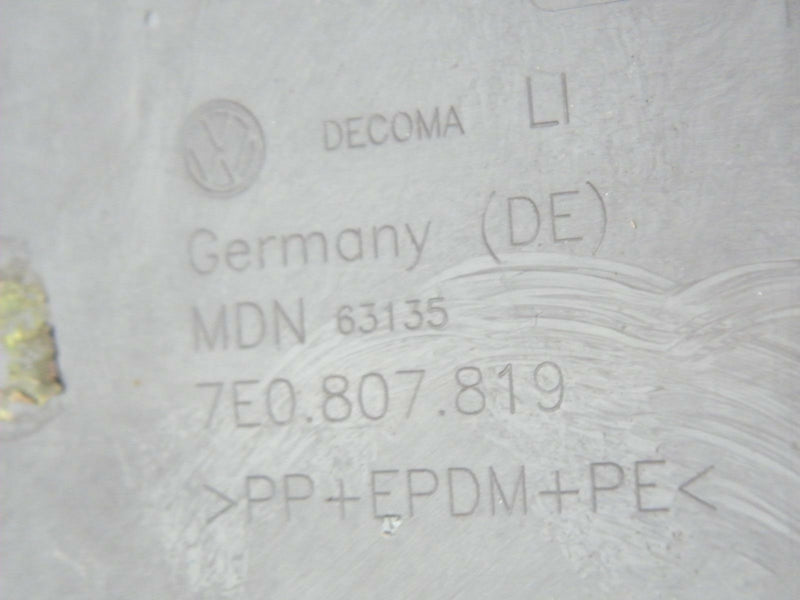 DECOMA LI
Germany (DE)
MDN 63135
7E0.807.819
>PP+EPDM+PE<